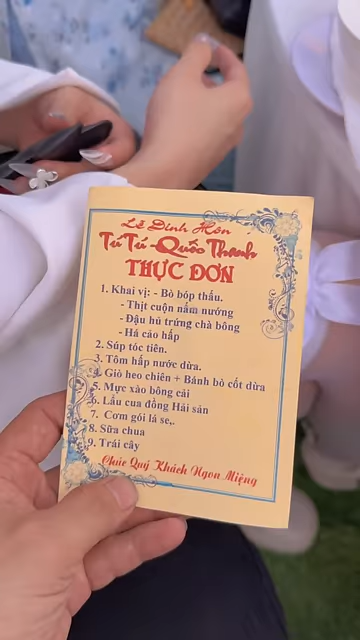 Lễ Đính Hôn
Tú Tú - Quốc Thanh
THỰC ĐƠN
1. Khai vị: - Bò bóp thấu.
- Thịt cuộn nấm nướng
- Đậu hủ trứng chà bông
- Há cảo hấp
2. Súp tóc tiên.
3. Tôm hấp nước dừa.
4. Giò heo chiên + Bánh bò cốt dừa
5. Mực xào bông cải
6. Lẩu cua đồng Hải sản
7. Cơm gói lá se,.
8. Sữa chua
9. Trái cây
Chúc Quý Khách Ngon Miệng